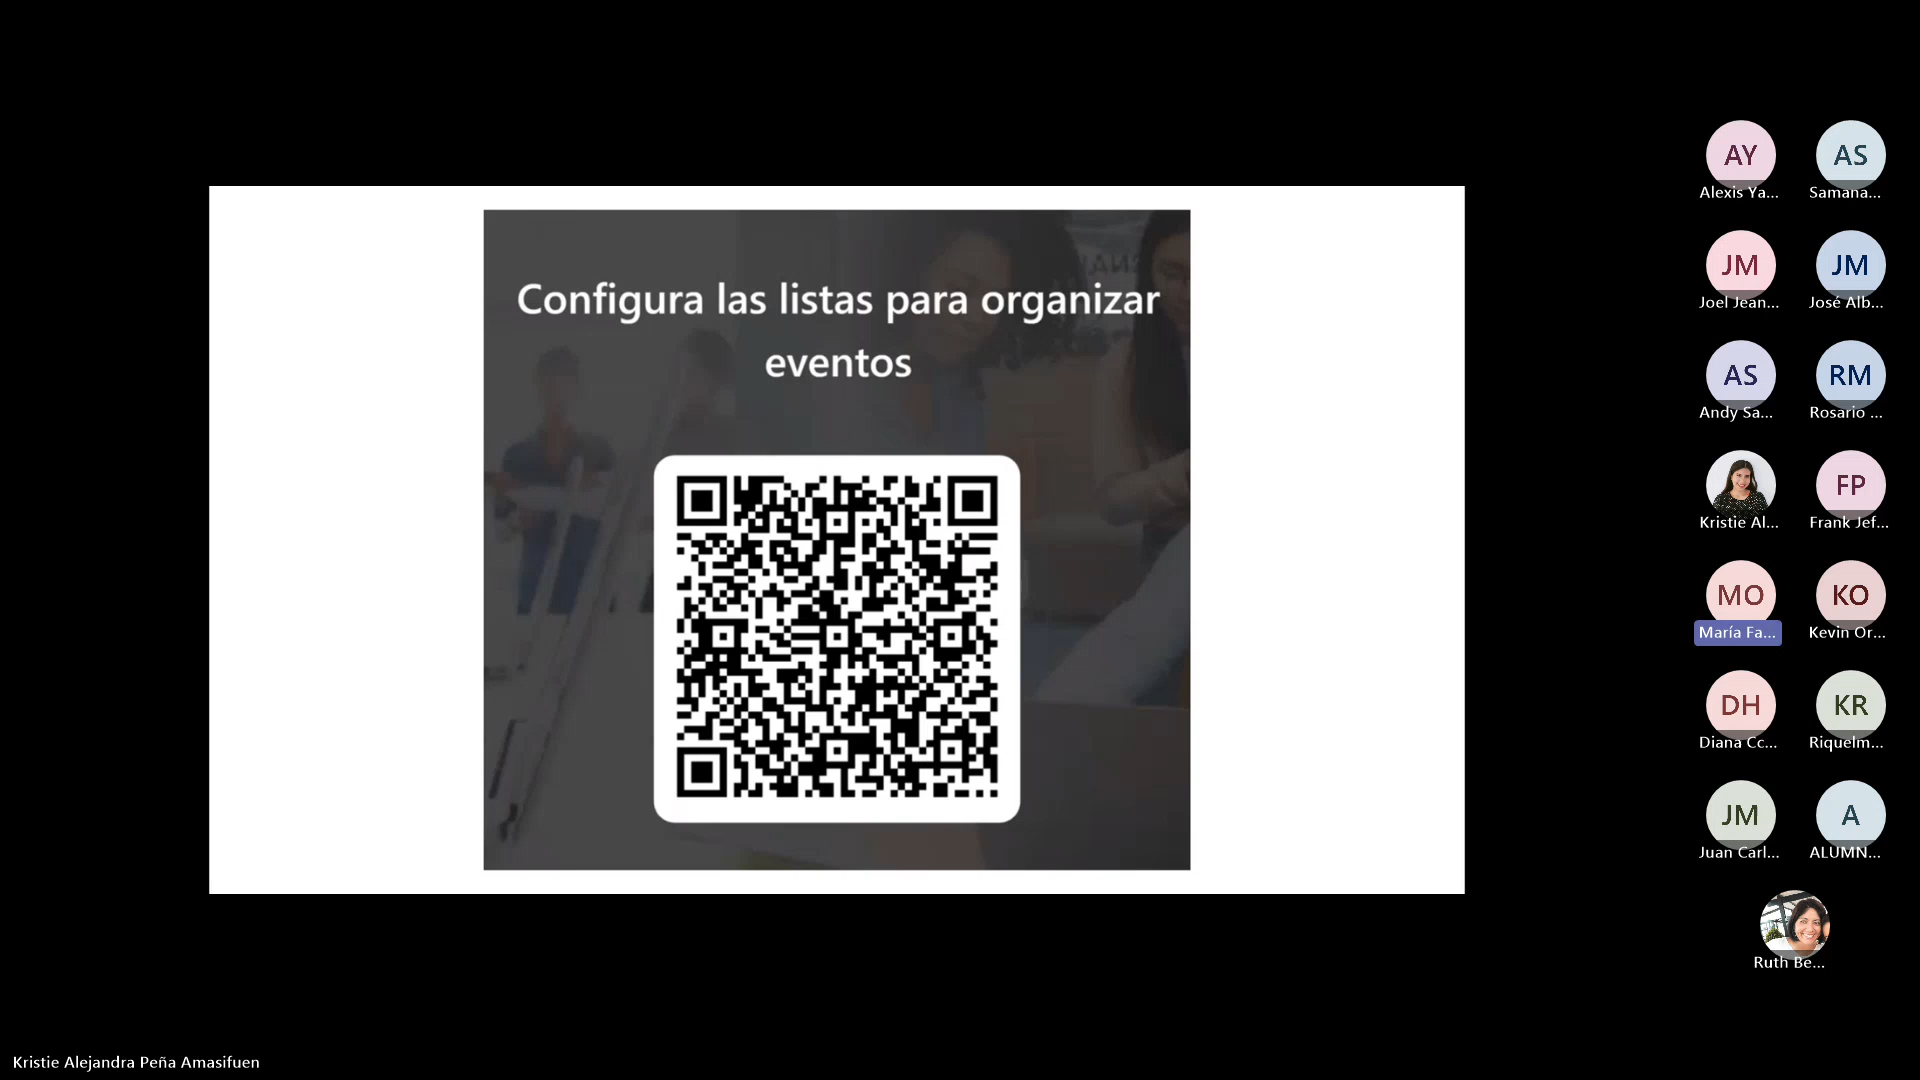 Configura las listas para organizar
eventos
AY
Alexis Ya...
AS
Samana...
JM
Joel Jean...
JM
José Alb...
AS
Andy Sa...
RM
Rosario ...
Kristie Al...
FP
Frank Jef...
MO
María Fa...
KO
Kevin Or...
DH
Diana Cc...
KR
Riquelm...
JM
Juan Carl...
A
ALUMN...
Ruth Be...
Kristie Alejandra Peña Amasifuen